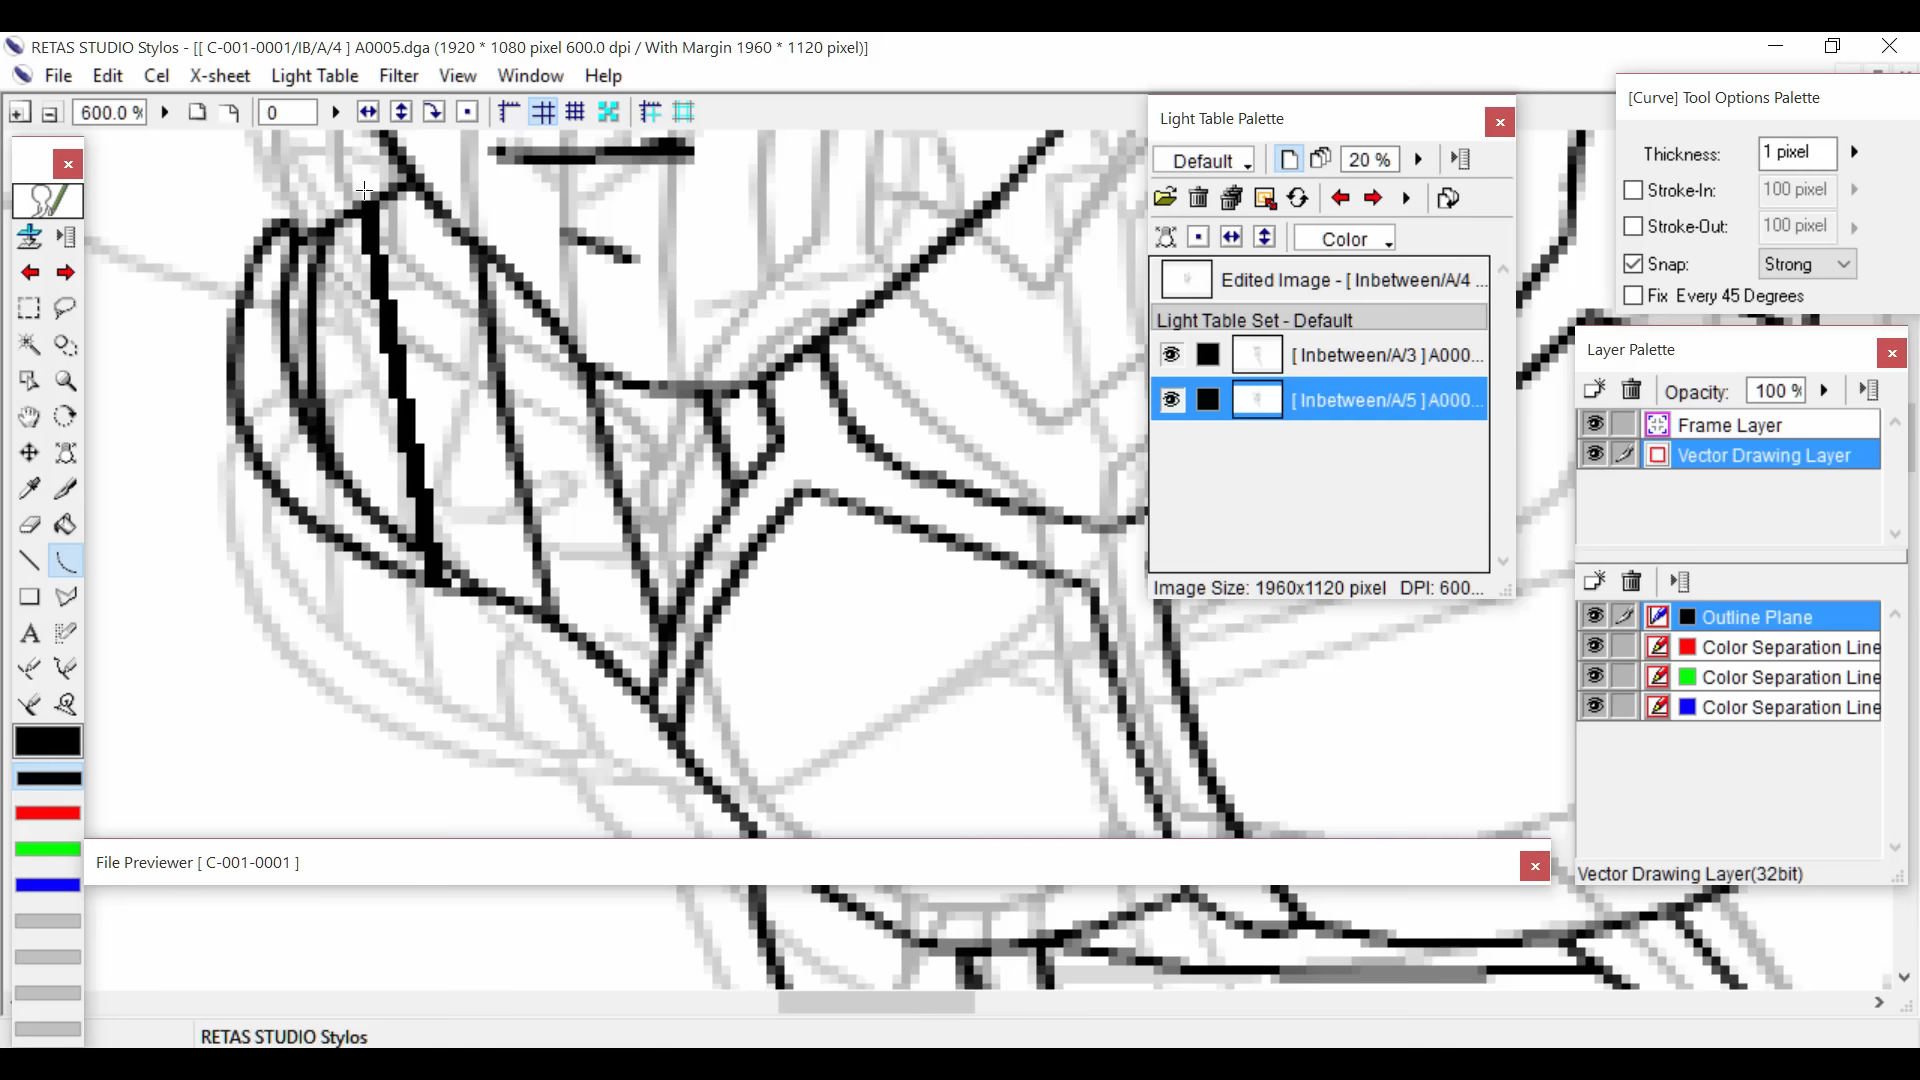 RETAS STUDIO Stylos - [[ C-001-0001/IB/A/4 ] A0005.dga (1920 * 1080 pixel 600.0 dpi / With Margin 1960 * 1120 pixel)]
File Edit Cel X-sheet Light Table Filter View Window Help
600.0 % 0
Light Table Palette
Default 20 %
Color
Edited Image - [ Inbetween/A/4 ...
Light Table Set - Default
[ Inbetween/A/3 ] A000...
[ Inbetween/A/5 ] A000...
Image Size: 1960x1120 pixel DPI: 600...
[Curve] Tool Options Palette
Thickness: 1 pixel
Stroke-In: 100 pixel
Stroke-Out: 100 pixel
Snap: Strong
Fix Every 45 Degrees
Layer Palette
Opacity: 100 %
Frame Layer
Vector Drawing Layer
Outline Plane
Color Separation Line
Color Separation Line
Color Separation Line
Vector Drawing Layer(32bit)
A
File Previewer [ C-001-0001 ]
RETAS STUDIO Stylos